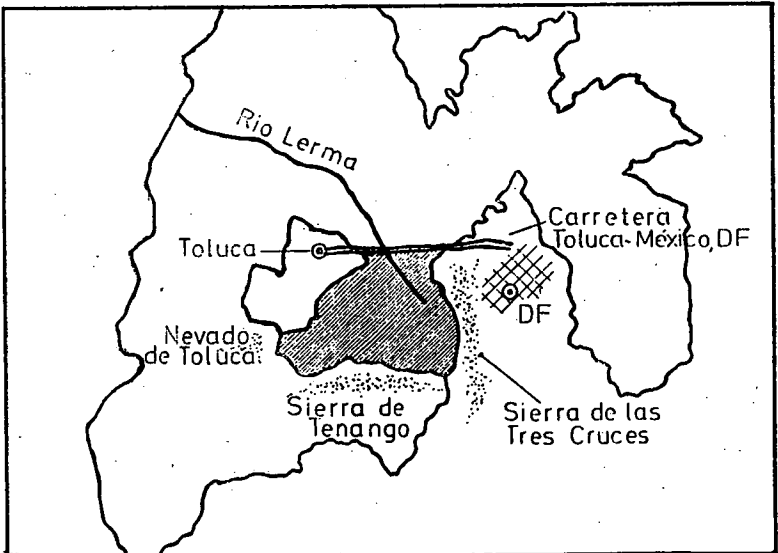 Rio Lerma
Carretera
Toluca-México, DF
Toluca
DF
Nevado
de Toluca
Sierra de
Tenango
Sierra de las
Tres Cruces